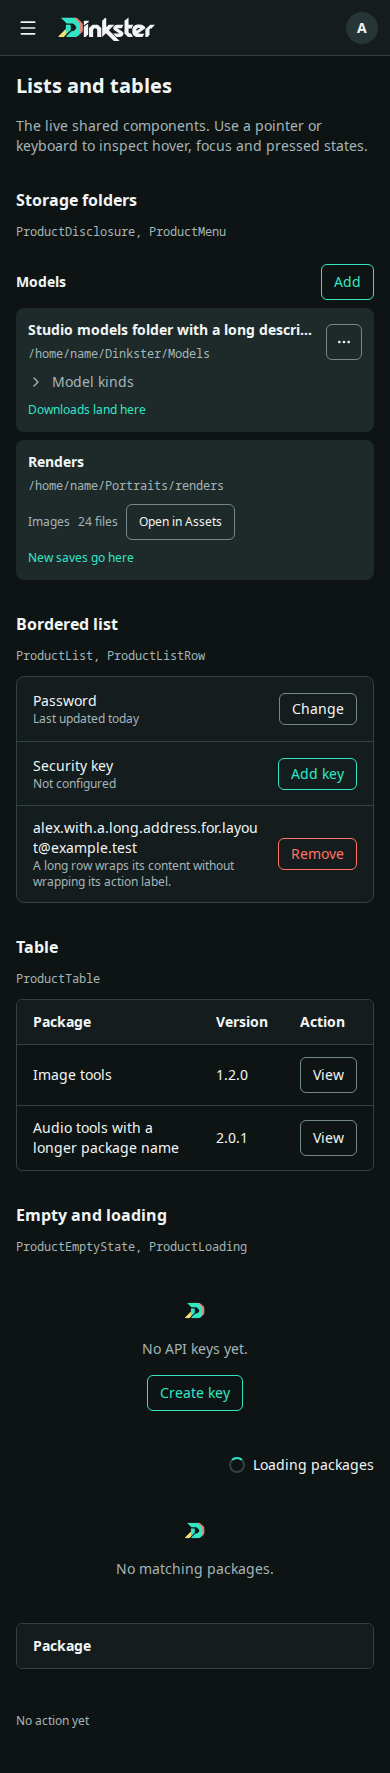 Dinkster
A
Lists and tables
The live shared components. Use a pointer or
keyboard to inspect hover, focus and pressed states.
Storage folders
ProductDisclosure, ProductMenu
Models
Add
Studio models folder with a long descri...
/home/name/Dinkster/Models
Model kinds
Downloads land here
Renders
/home/name/Portraits/renders
Images 24 files Open in Assets
New saves go here
Bordered list
ProductList, ProductListRow
Password
Last updated today
Change
Security key
Not configured
Add key
alex.with.a.long.address.for.layou
t@example.test
A long row wraps its content without
wrapping its action label.
Remove
Table
ProductTable
Package Version Action
Image tools 1.2.0 View
Audio tools with a
longer package name
2.0.1 View
Empty and loading
ProductEmptyState, ProductLoading
No API keys yet.
Create key
Loading packages
No matching packages.
Package
No action yet